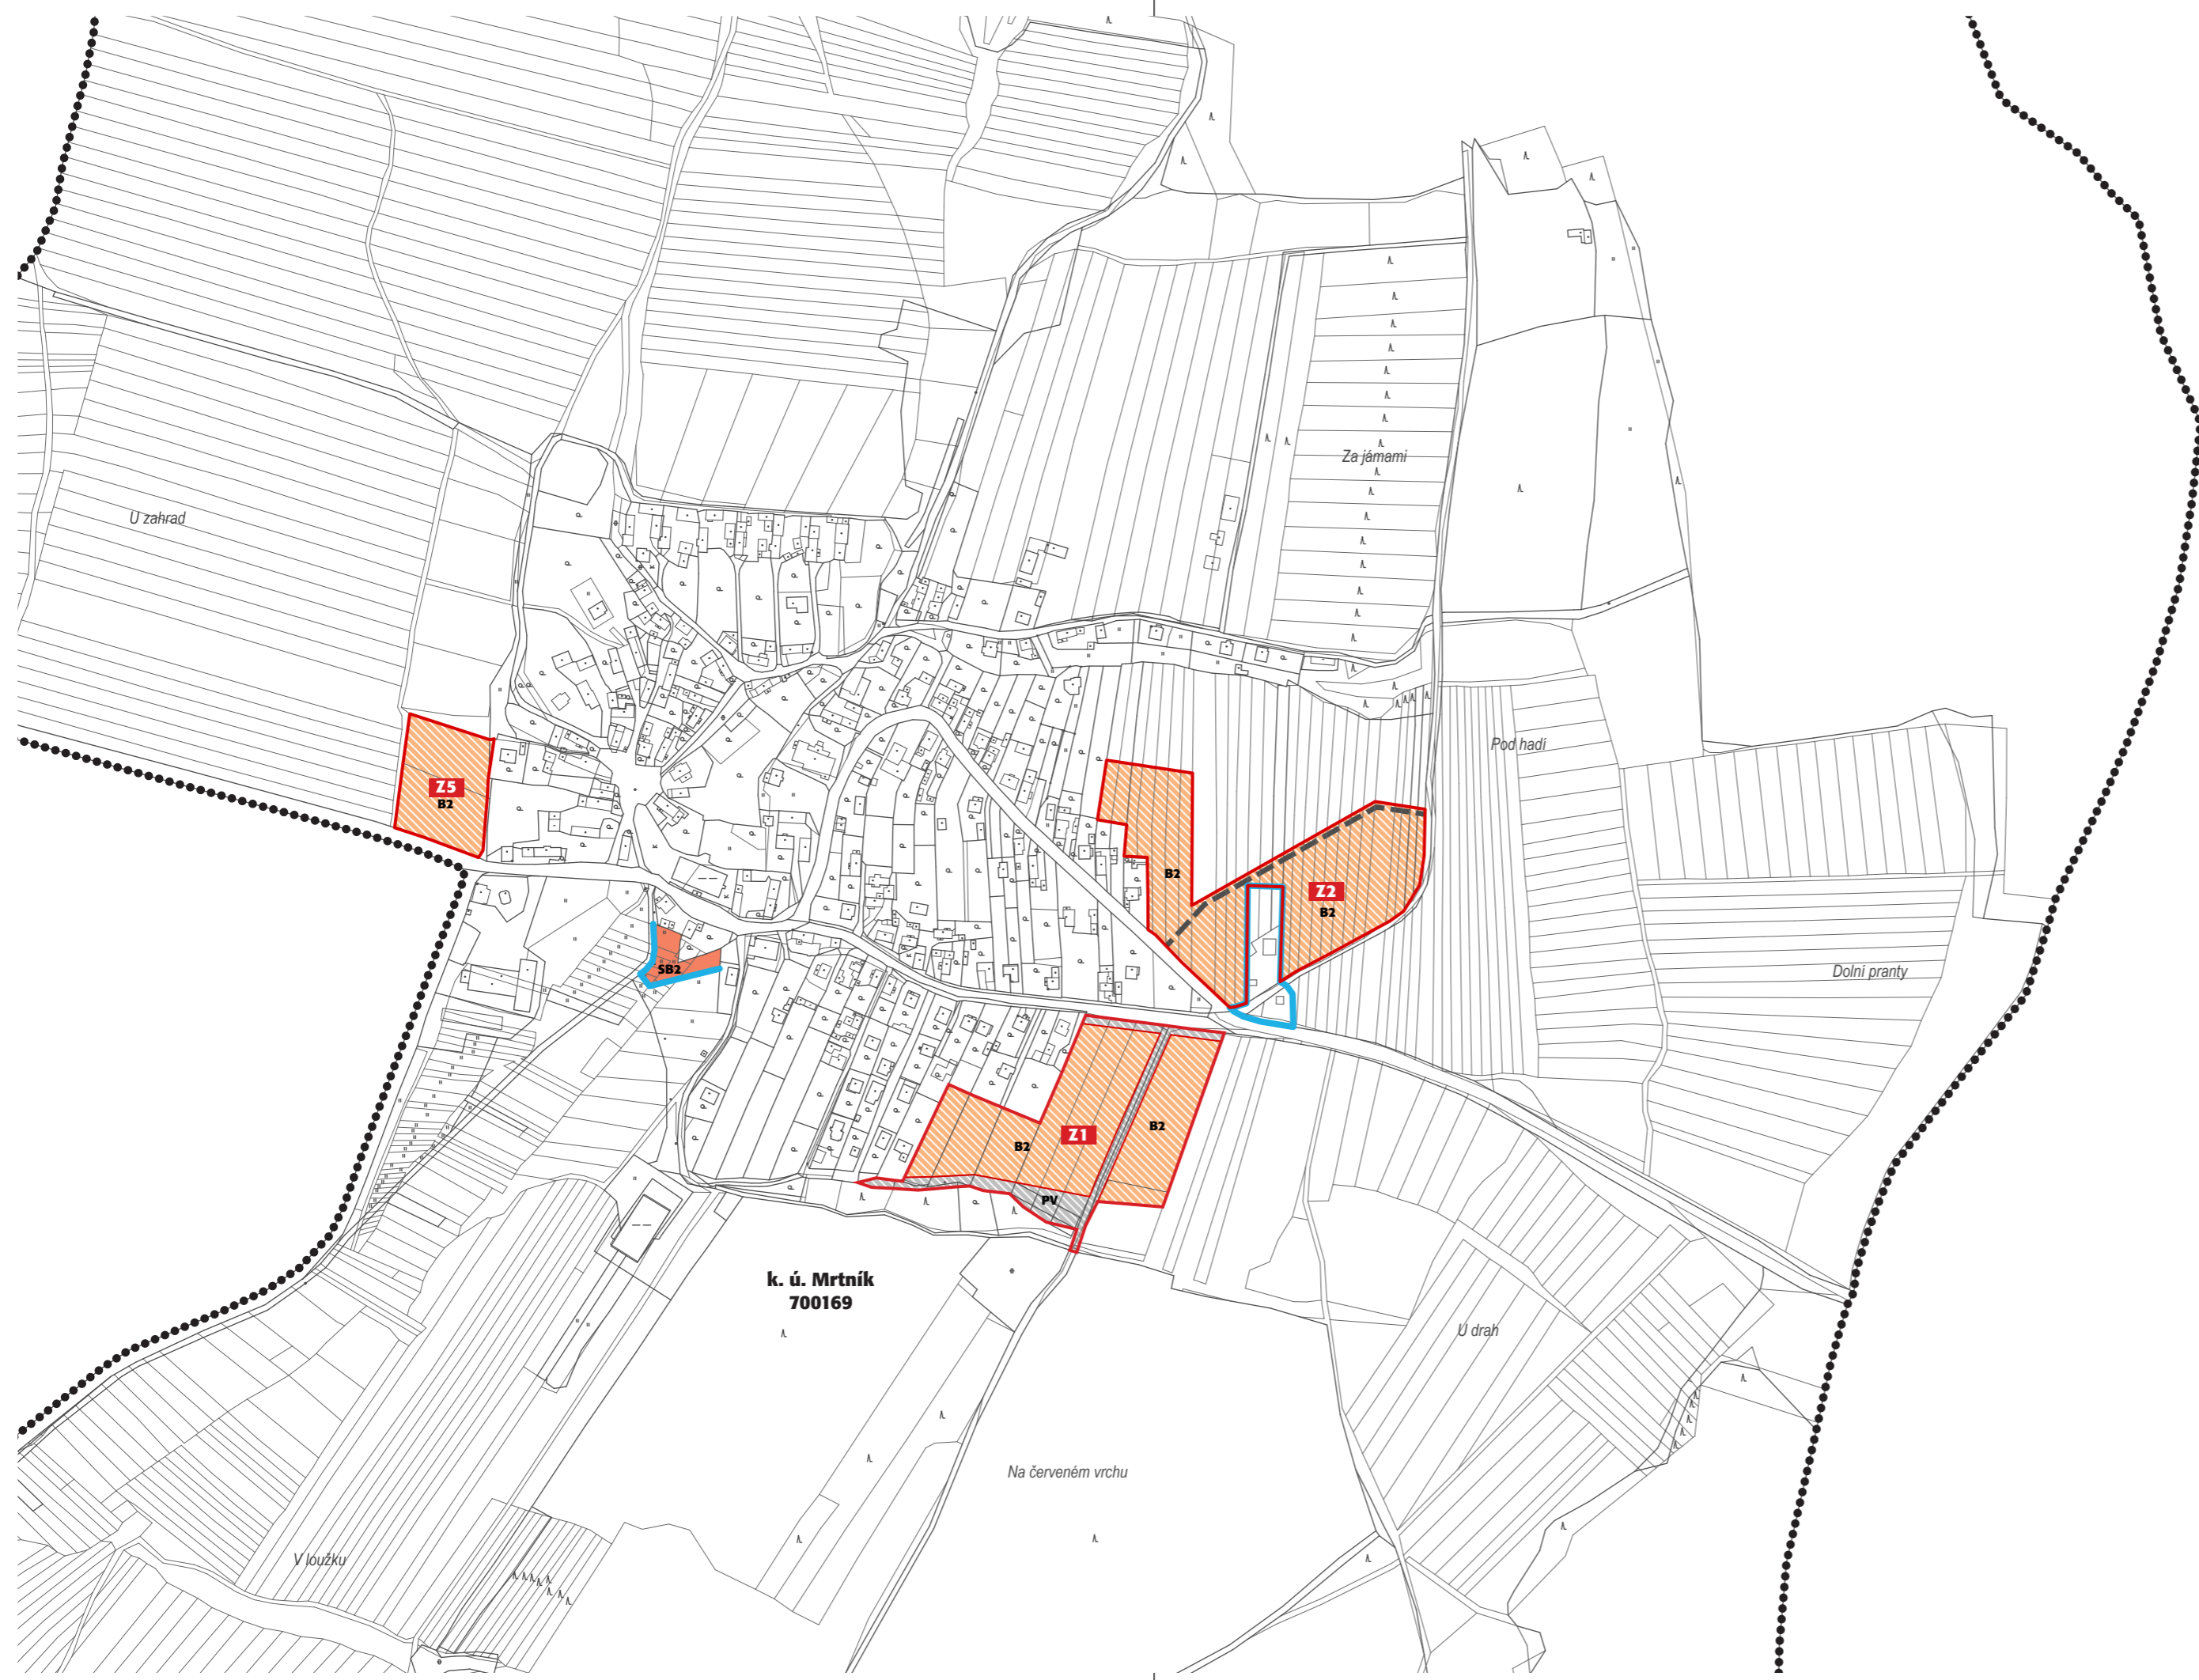 Za jámami
U zahrad
Pod hadí
Z5
B2
B2
Z2
B2
SB2
Dolní pranty
B2
Z1
B2
PV
k. ú. Mrtník
700169
U drah
Na červeném vrchu
V loužku